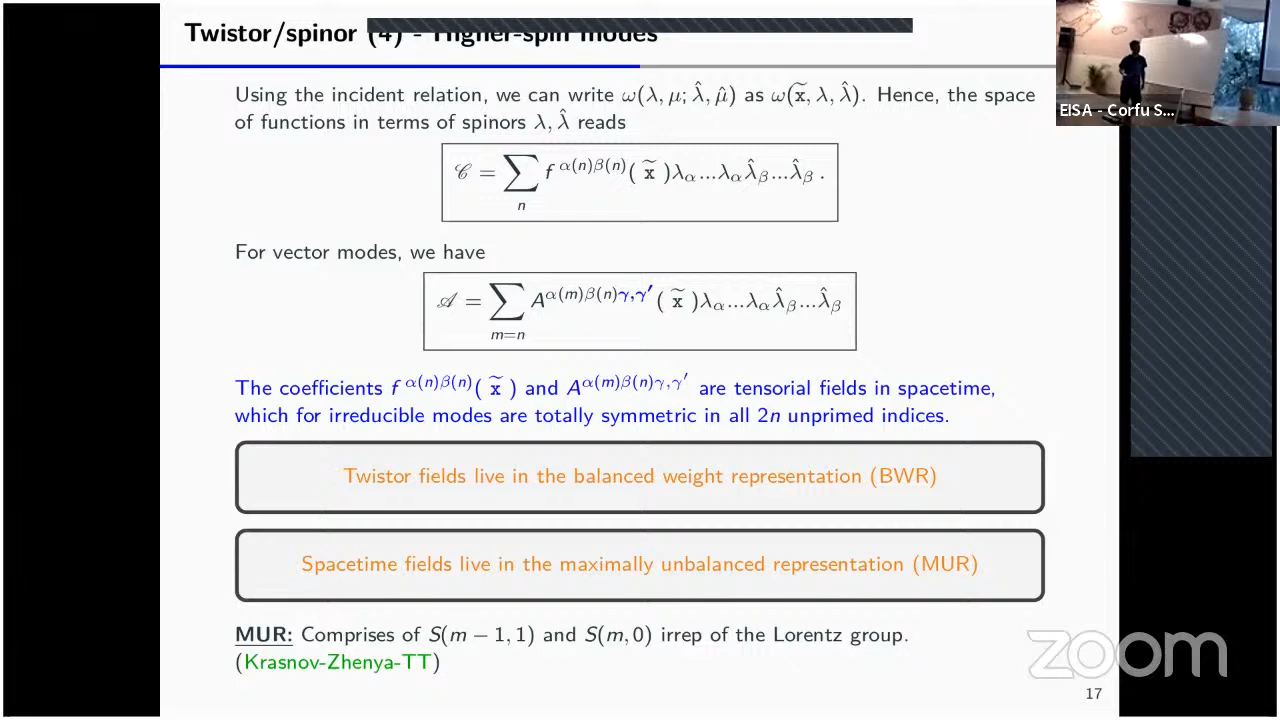 Twistor/spinor (4) - Higher-spin modes
Using the incident relation, we can write ω(λ, μ; λ̂, μ̂) as ω(x̃, λ, λ̂). Hence, the space
of functions in terms of spinors λ, λ̂ reads
𝒞 = ∑ₙ f^{α(n)β(n)}(x̃)λ_α...λ_α λ̂_β...λ̂_β .
For vector modes, we have
𝒜 = ∑_{m=n} A^{α(m)β(n)γ,γ′}(x̃)λ_α...λ_α λ̂_β...λ̂_β
The coefficients f^{α(n)β(n)}(x̃) and A^{α(m)β(n)γ,γ′} are tensorial fields in spacetime,
which for irreducible modes are totally symmetric in all 2n unprimed indices.
Twistor fields live in the balanced weight representation (BWR)
Spacetime fields live in the maximally unbalanced representation (MUR)
MUR: Comprises of S(m − 1, 1) and S(m, 0) irrep of the Lorentz group.
(Krasnov-Zhenya-TT)
17
EISA - Corfu S...
zoom